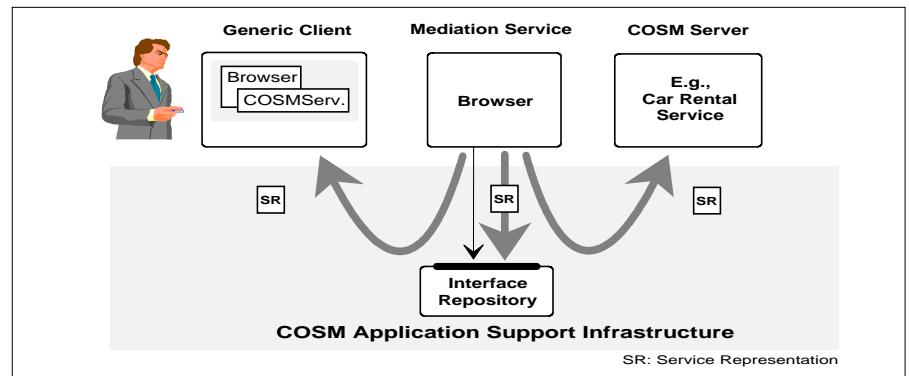 Generic Client
Mediation Service
COSM Server
Browser
COSMServ.
Browser
E.g.,
Car Rental
Service
SR
SR
SR
Interface
Repository
COSM Application Support Infrastructure
SR: Service Representation